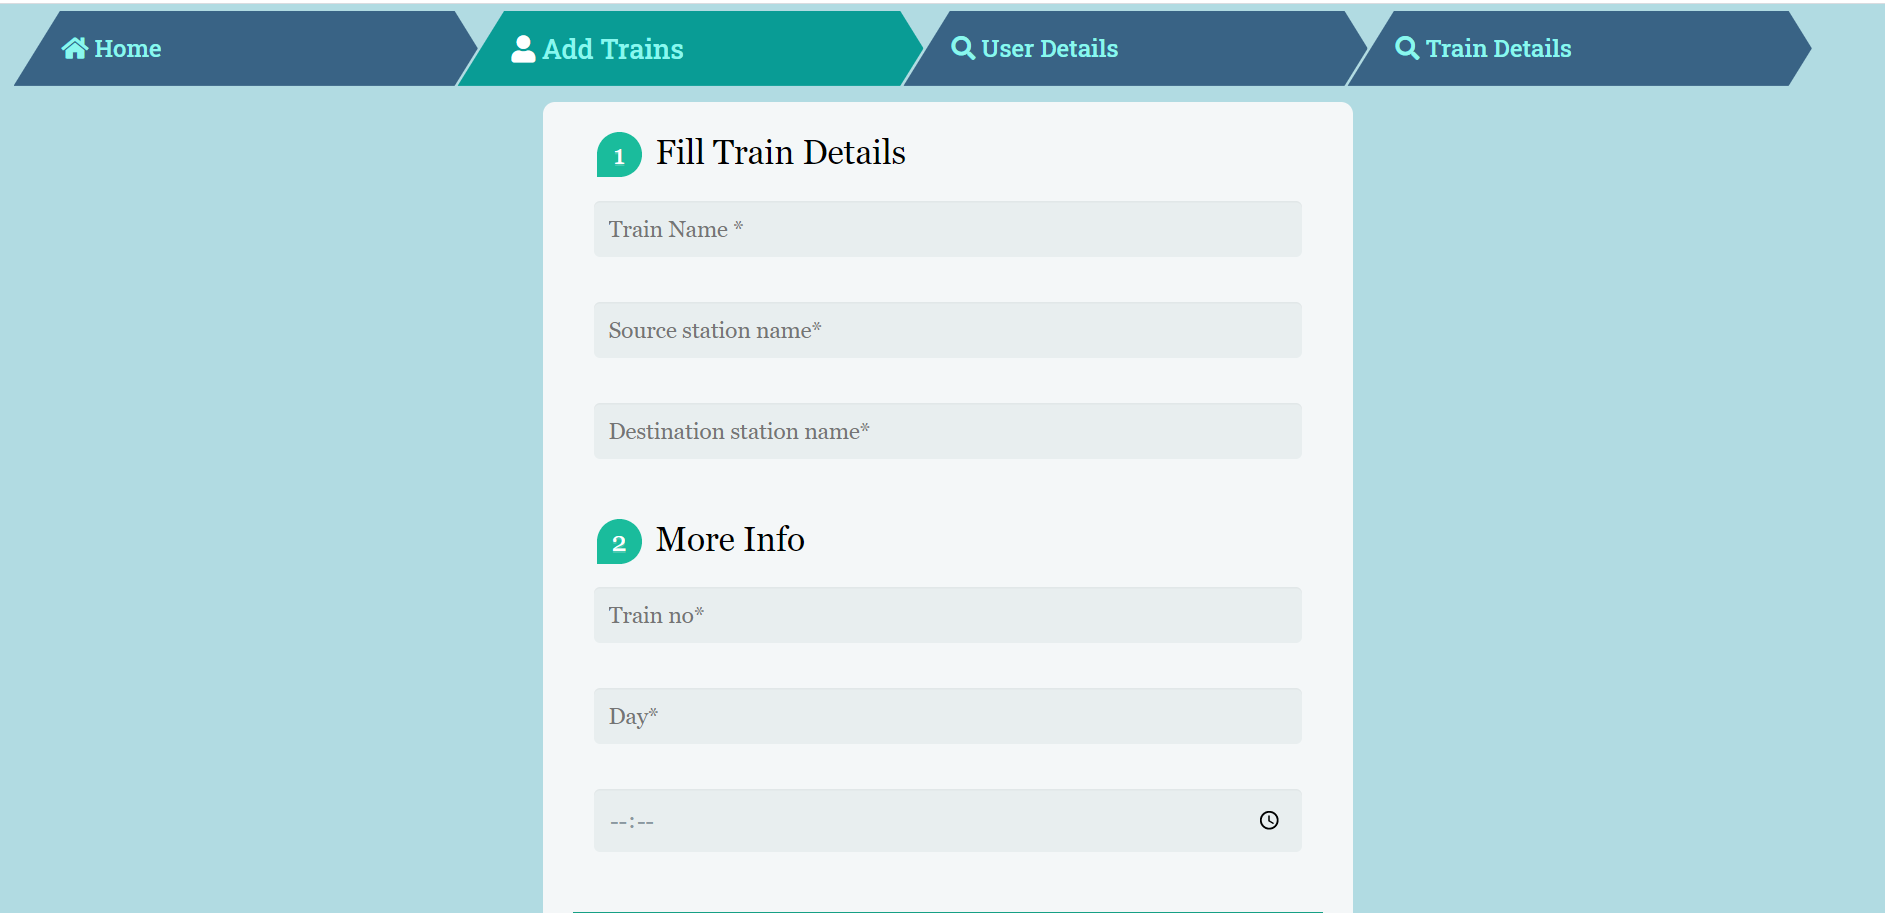 Home
Add Trains
User Details
Train Details
1 Fill Train Details
Train Name *
Source station name*
Destination station name*
2 More Info
Train no*
Day*
--:--